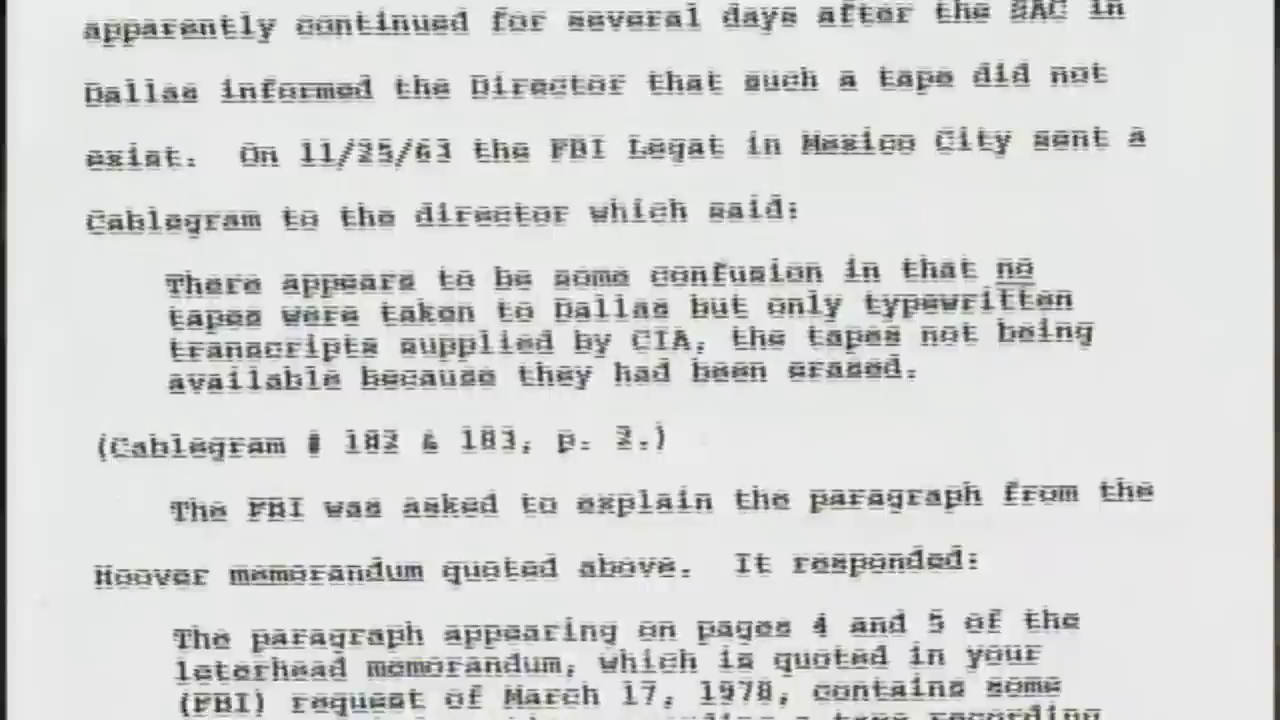 apparently continued for several days after the SAC in
Dallas informed the Director that such a tape did not
exist. On 11/25/63 the FBI Legat in Mexico City sent a
Cablegram to the director which said:
There appears to be some confusion in that no
tapes were taken to Dallas but only typewritten
transcripts supplied by CIA, the tapes not being
available because they had been erased.
(Cablegram # 182 & 183, p. 2.)
The FBI was asked to explain the paragraph from the
Hoover memorandum quoted above. It responded:
The paragraph appearing on pages 4 and 5 of the
leterhead memorandum, which is quoted in your
(FBI) request of March 17, 1978, contains some
a tape recording